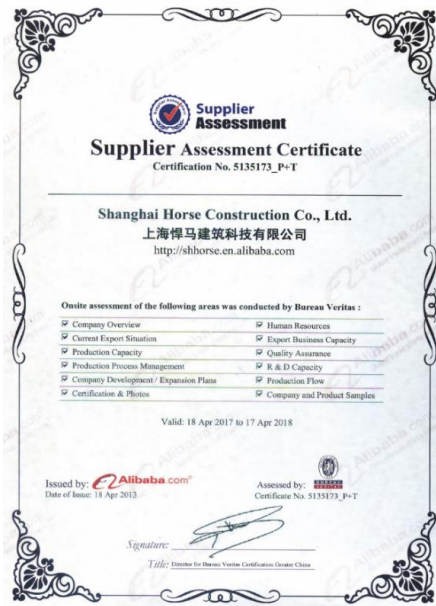 Supplier
Assessment
Supplier Assessment Certificate
Certification No. 5135173_P+T
Shanghai Horse Construction Co., Ltd.
上海悍马建筑科技有限公司
http://shhorse.en.alibaba.com
Onsite assessment of the following areas was conducted by Bureau Veritas :
Company Overview
Human Resources
Current Export Situation
Export Business Capacity
Production Capacity
Quality Assurance
Production Process Management
R & D Capacity
Company Development / Expansion Plans
Production Flow
Certification & Photos
Company and Product Samples
Valid: 18 Apr 2017 to 17 Apr 2018
Issued by: Alibaba.com
Assessed by: BUREAU VERITAS
Date of Issue: 18 Apr 2013
Certificate No. 5135173_P+T
Signature:
Title: Director for Bureau Veritas Certification Greater China